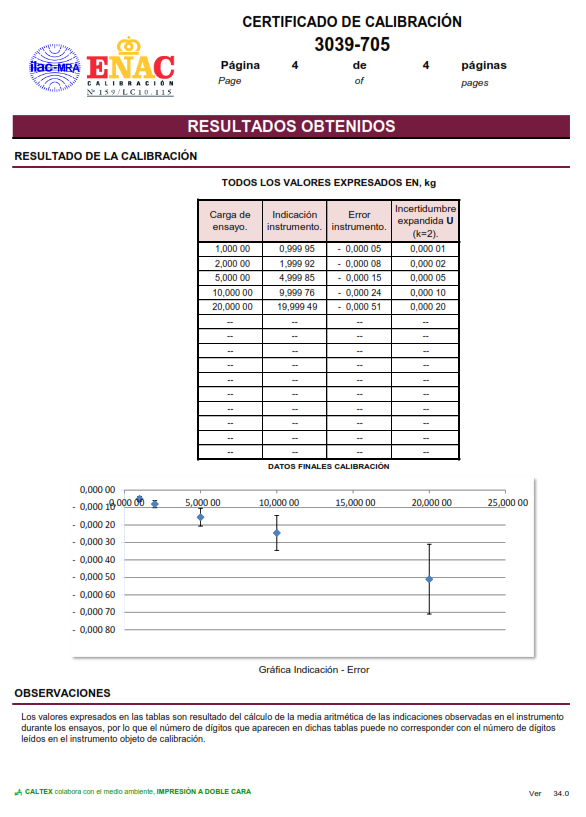 CERTIFICADO DE CALIBRACIÓN
3039-705
Página 4 de 4 páginas
Page of pages
ilac-MRA
ENAC
CALIBRACIÓN
Nº 159/LC10.115
RESULTADOS OBTENIDOS
RESULTADO DE LA CALIBRACIÓN
TODOS LOS VALORES EXPRESADOS EN, kg
Carga de ensayo. Indicación instrumento. Error instrumento. Incertidumbre expandida U (k=2).
1,000 00 0,999 95 - 0,000 05 0,000 01
2,000 00 1,999 92 - 0,000 08 0,000 02
5,000 00 4,999 85 - 0,000 15 0,000 05
10,000 00 9,999 76 - 0,000 24 0,000 10
20,000 00 19,999 49 - 0,000 51 0,000 20
-- -- -- --
-- -- -- --
-- -- -- --
-- -- -- --
-- -- -- --
-- -- -- --
-- -- -- --
-- -- -- --
-- -- -- --
-- -- -- --
DATOS FINALES CALIBRACIÓN
0,000 00
0,000 00 5,000 00 10,000 00 15,000 00 20,000 00 25,000 00
- 0,000 10
- 0,000 20
- 0,000 30
- 0,000 40
- 0,000 50
- 0,000 60
- 0,000 70
- 0,000 80
Gráfica Indicación - Error
OBSERVACIONES
Los valores expresados en las tablas son resultado del cálculo de la media aritmética de las indicaciones observadas en el instrumento
durante los ensayos, por lo que el número de dígitos que aparecen en dichas tablas puede no corresponder con el número de dígitos
leídos en el instrumento objeto de calibración.
CALTEX colabora con el medio ambiente, IMPRESIÓN A DOBLE CARA
Ver 34.0